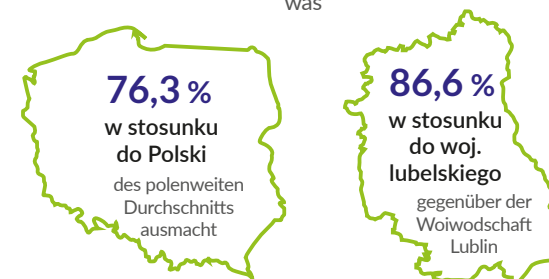 was
76,3 %
w stosunku
do Polski
des polenweiten
Durchschnitts
ausmacht
86,6 %
w stosunku
do woj.
lubelskiego
gegenüber der
Woiwodschaft
Lublin